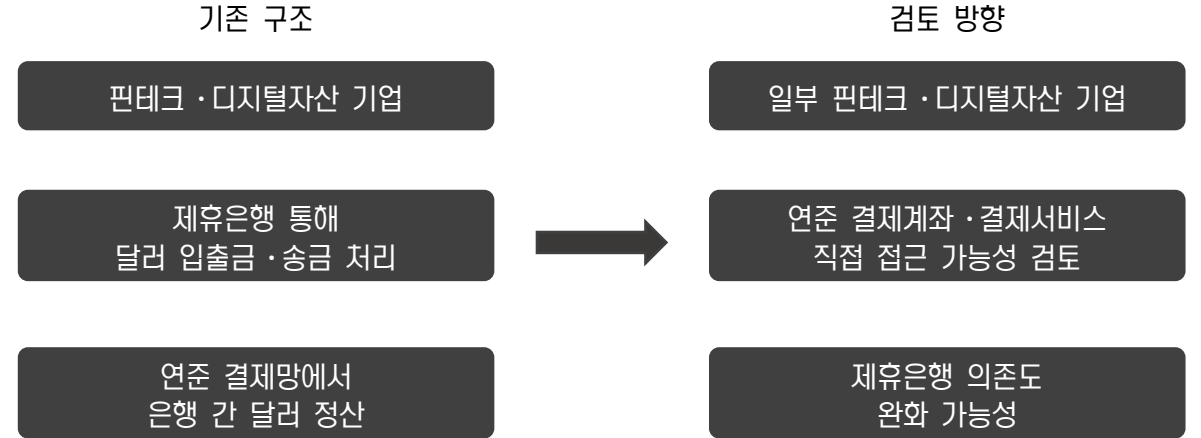 기존 구조
핀테크·디지털자산 기업
제휴은행 통해
달러 입출금·송금 처리
연준 결제망에서
은행 간 달러 정산
검토 방향
일부 핀테크·디지털자산 기업
연준 결제계좌·결제서비스
직접 접근 가능성 검토
제휴은행 의존도
완화 가능성